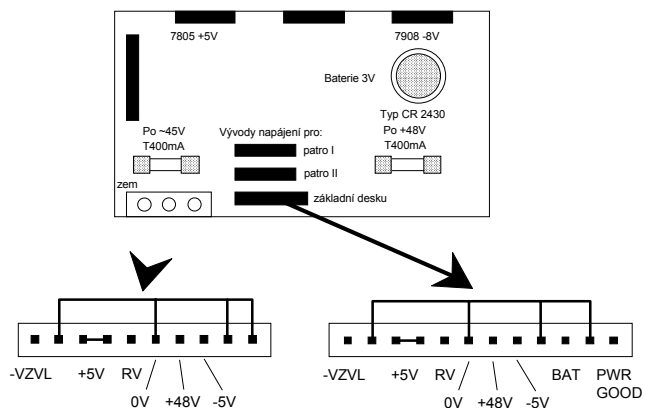 7805 +5V
7908 -8V
Baterie 3V
Typ CR 2430
Po ~45V
T400mA
Vývody napájení pro:
Po +48V
T400mA
patro I
patro II
základní desku
zem
-VZVL +5V RV
0V +48V -5V
-VZVL +5V RV BAT PWR
GOOD
0V +48V -5V